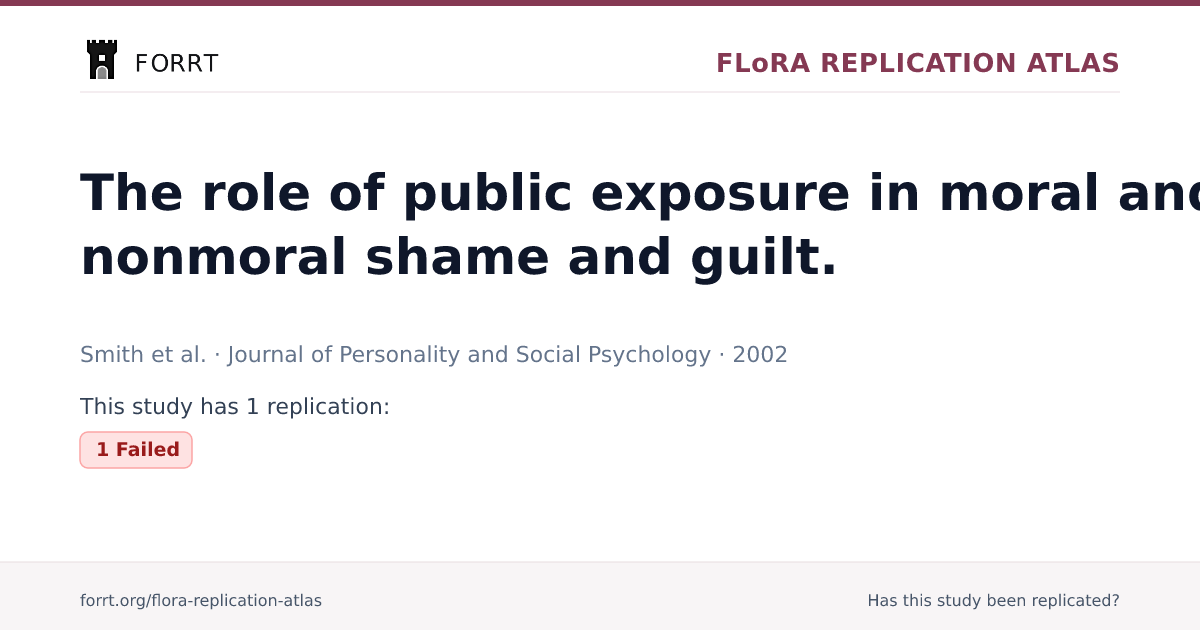 FORRT
FLoRA REPLICATION ATLAS
The role of public exposure in moral and
nonmoral shame and guilt.
Smith et al. · Journal of Personality and Social Psychology · 2002
This study has 1 replication:
1 Failed
forrt.org/flora-replication-atlas
Has this study been replicated?